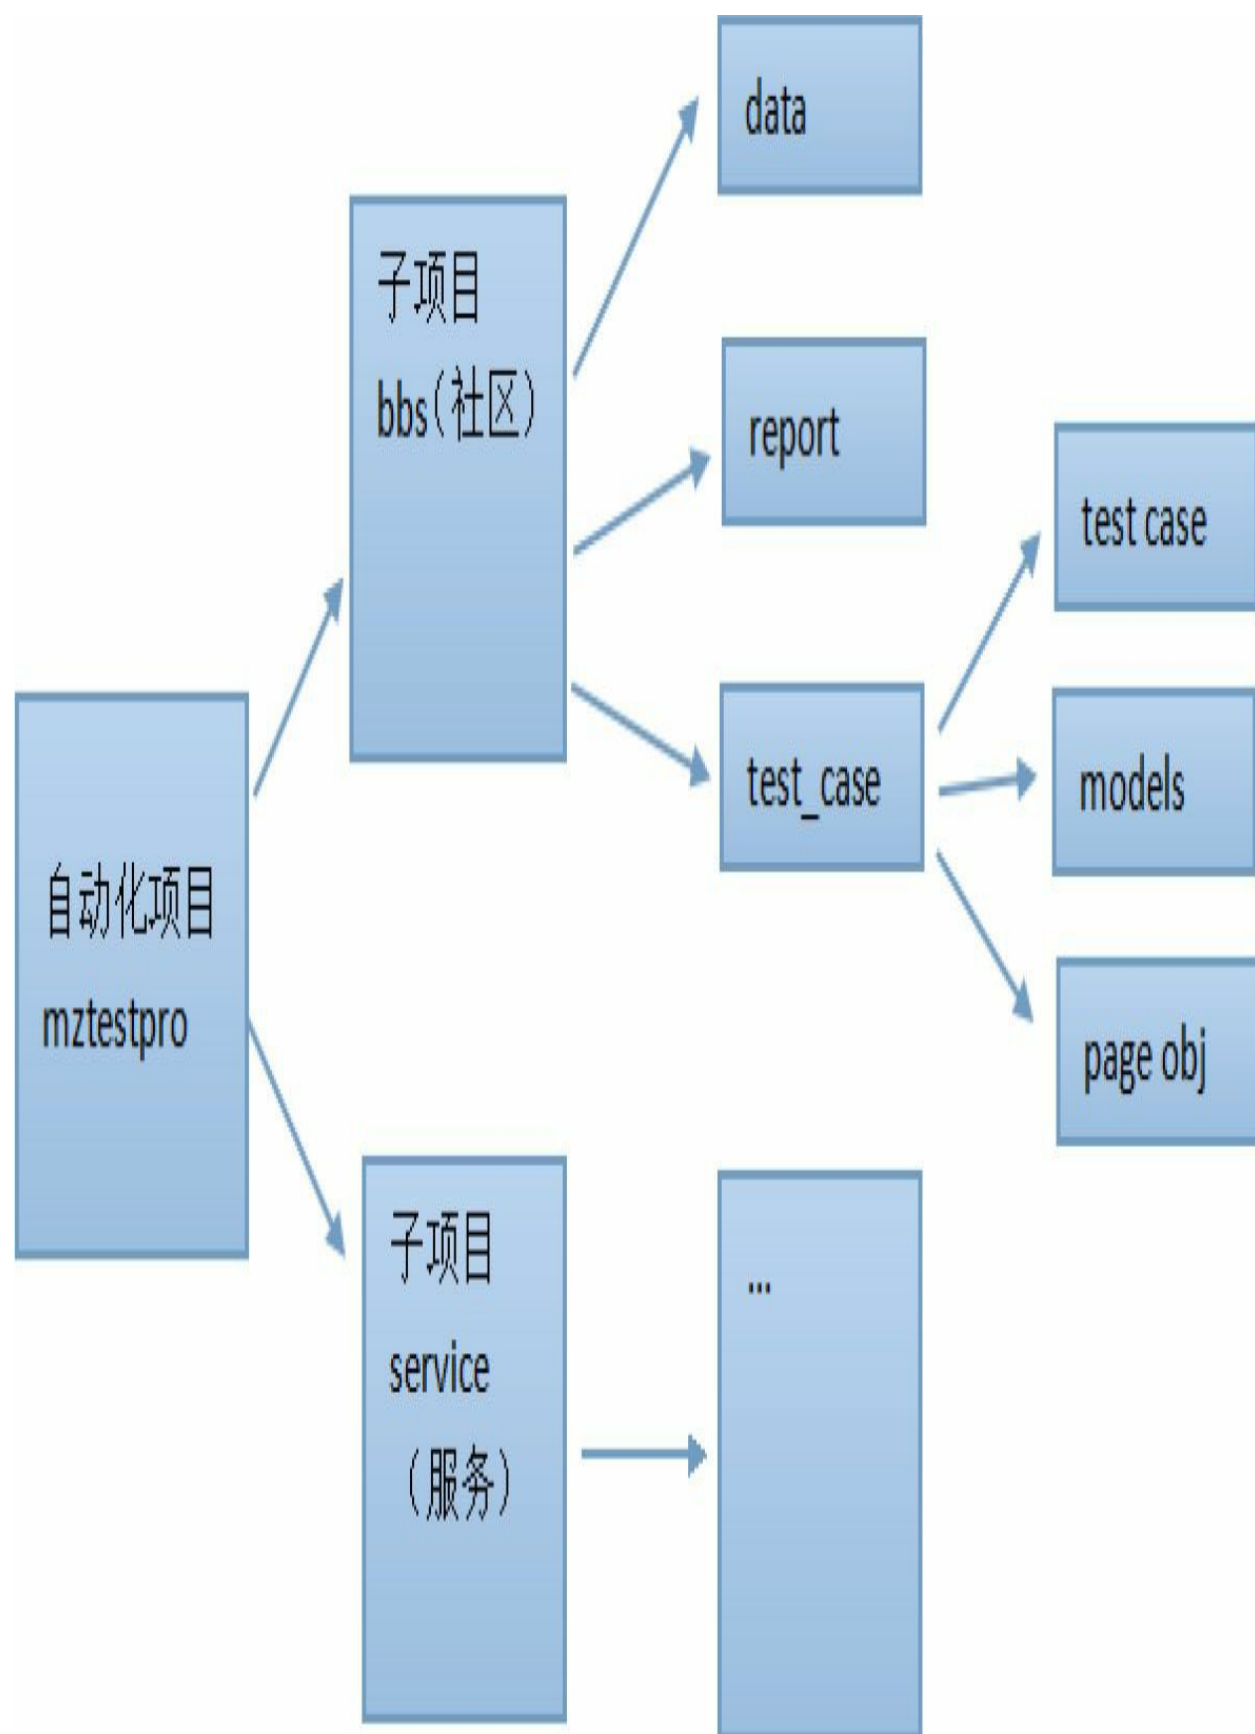 data
子项目
bbs(社区)
report
test case
test_case
models
自动化项目
mztestpro
page obj
子项目
service
(服务)
...